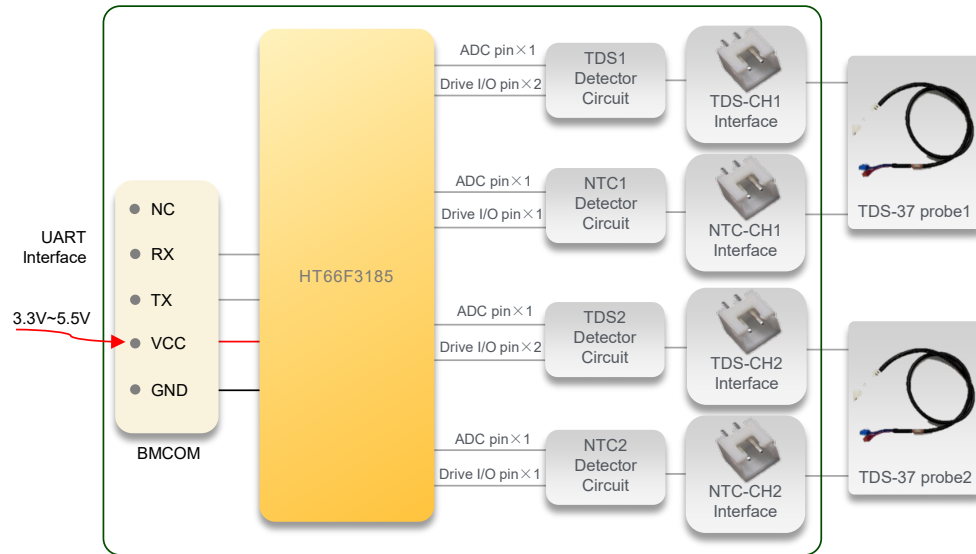 UART
Interface
3.3V~5.5V
NC
RX
TX
VCC
GND
BMCOM
HT66F3185
ADC pin×1
Drive I/O pin×2
TDS1
Detector
Circuit
TDS-CH1
Interface
ADC pin×1
Drive I/O pin×1
NTC1
Detector
Circuit
NTC-CH1
Interface
TDS-37 probe1
ADC pin×1
Drive I/O pin×2
TDS2
Detector
Circuit
TDS-CH2
Interface
ADC pin×1
Drive I/O pin×1
NTC2
Detector
Circuit
NTC-CH2
Interface
TDS-37 probe2